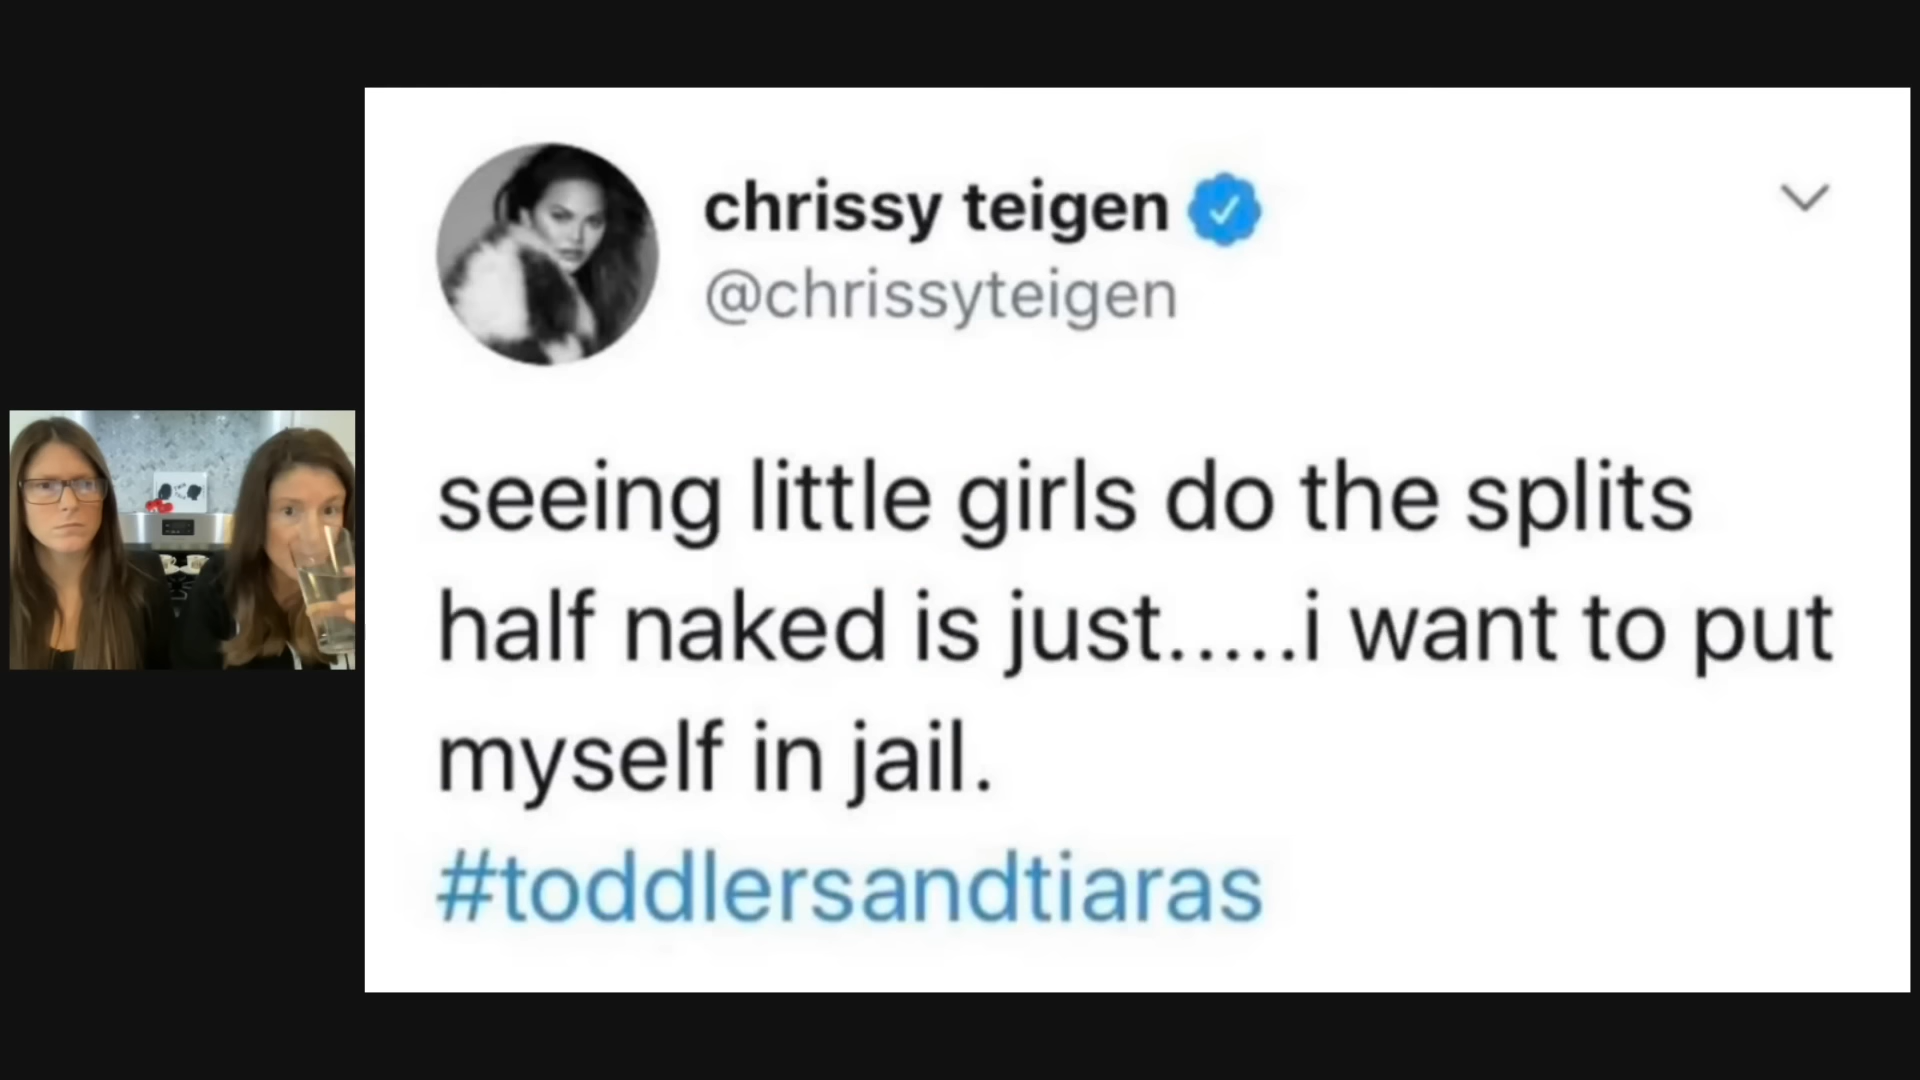 chrissy teigen
@chrissyteigen
seeing little girls do the splits
half naked is just.....i want to put
myself in jail.
#toddlersandtiaras